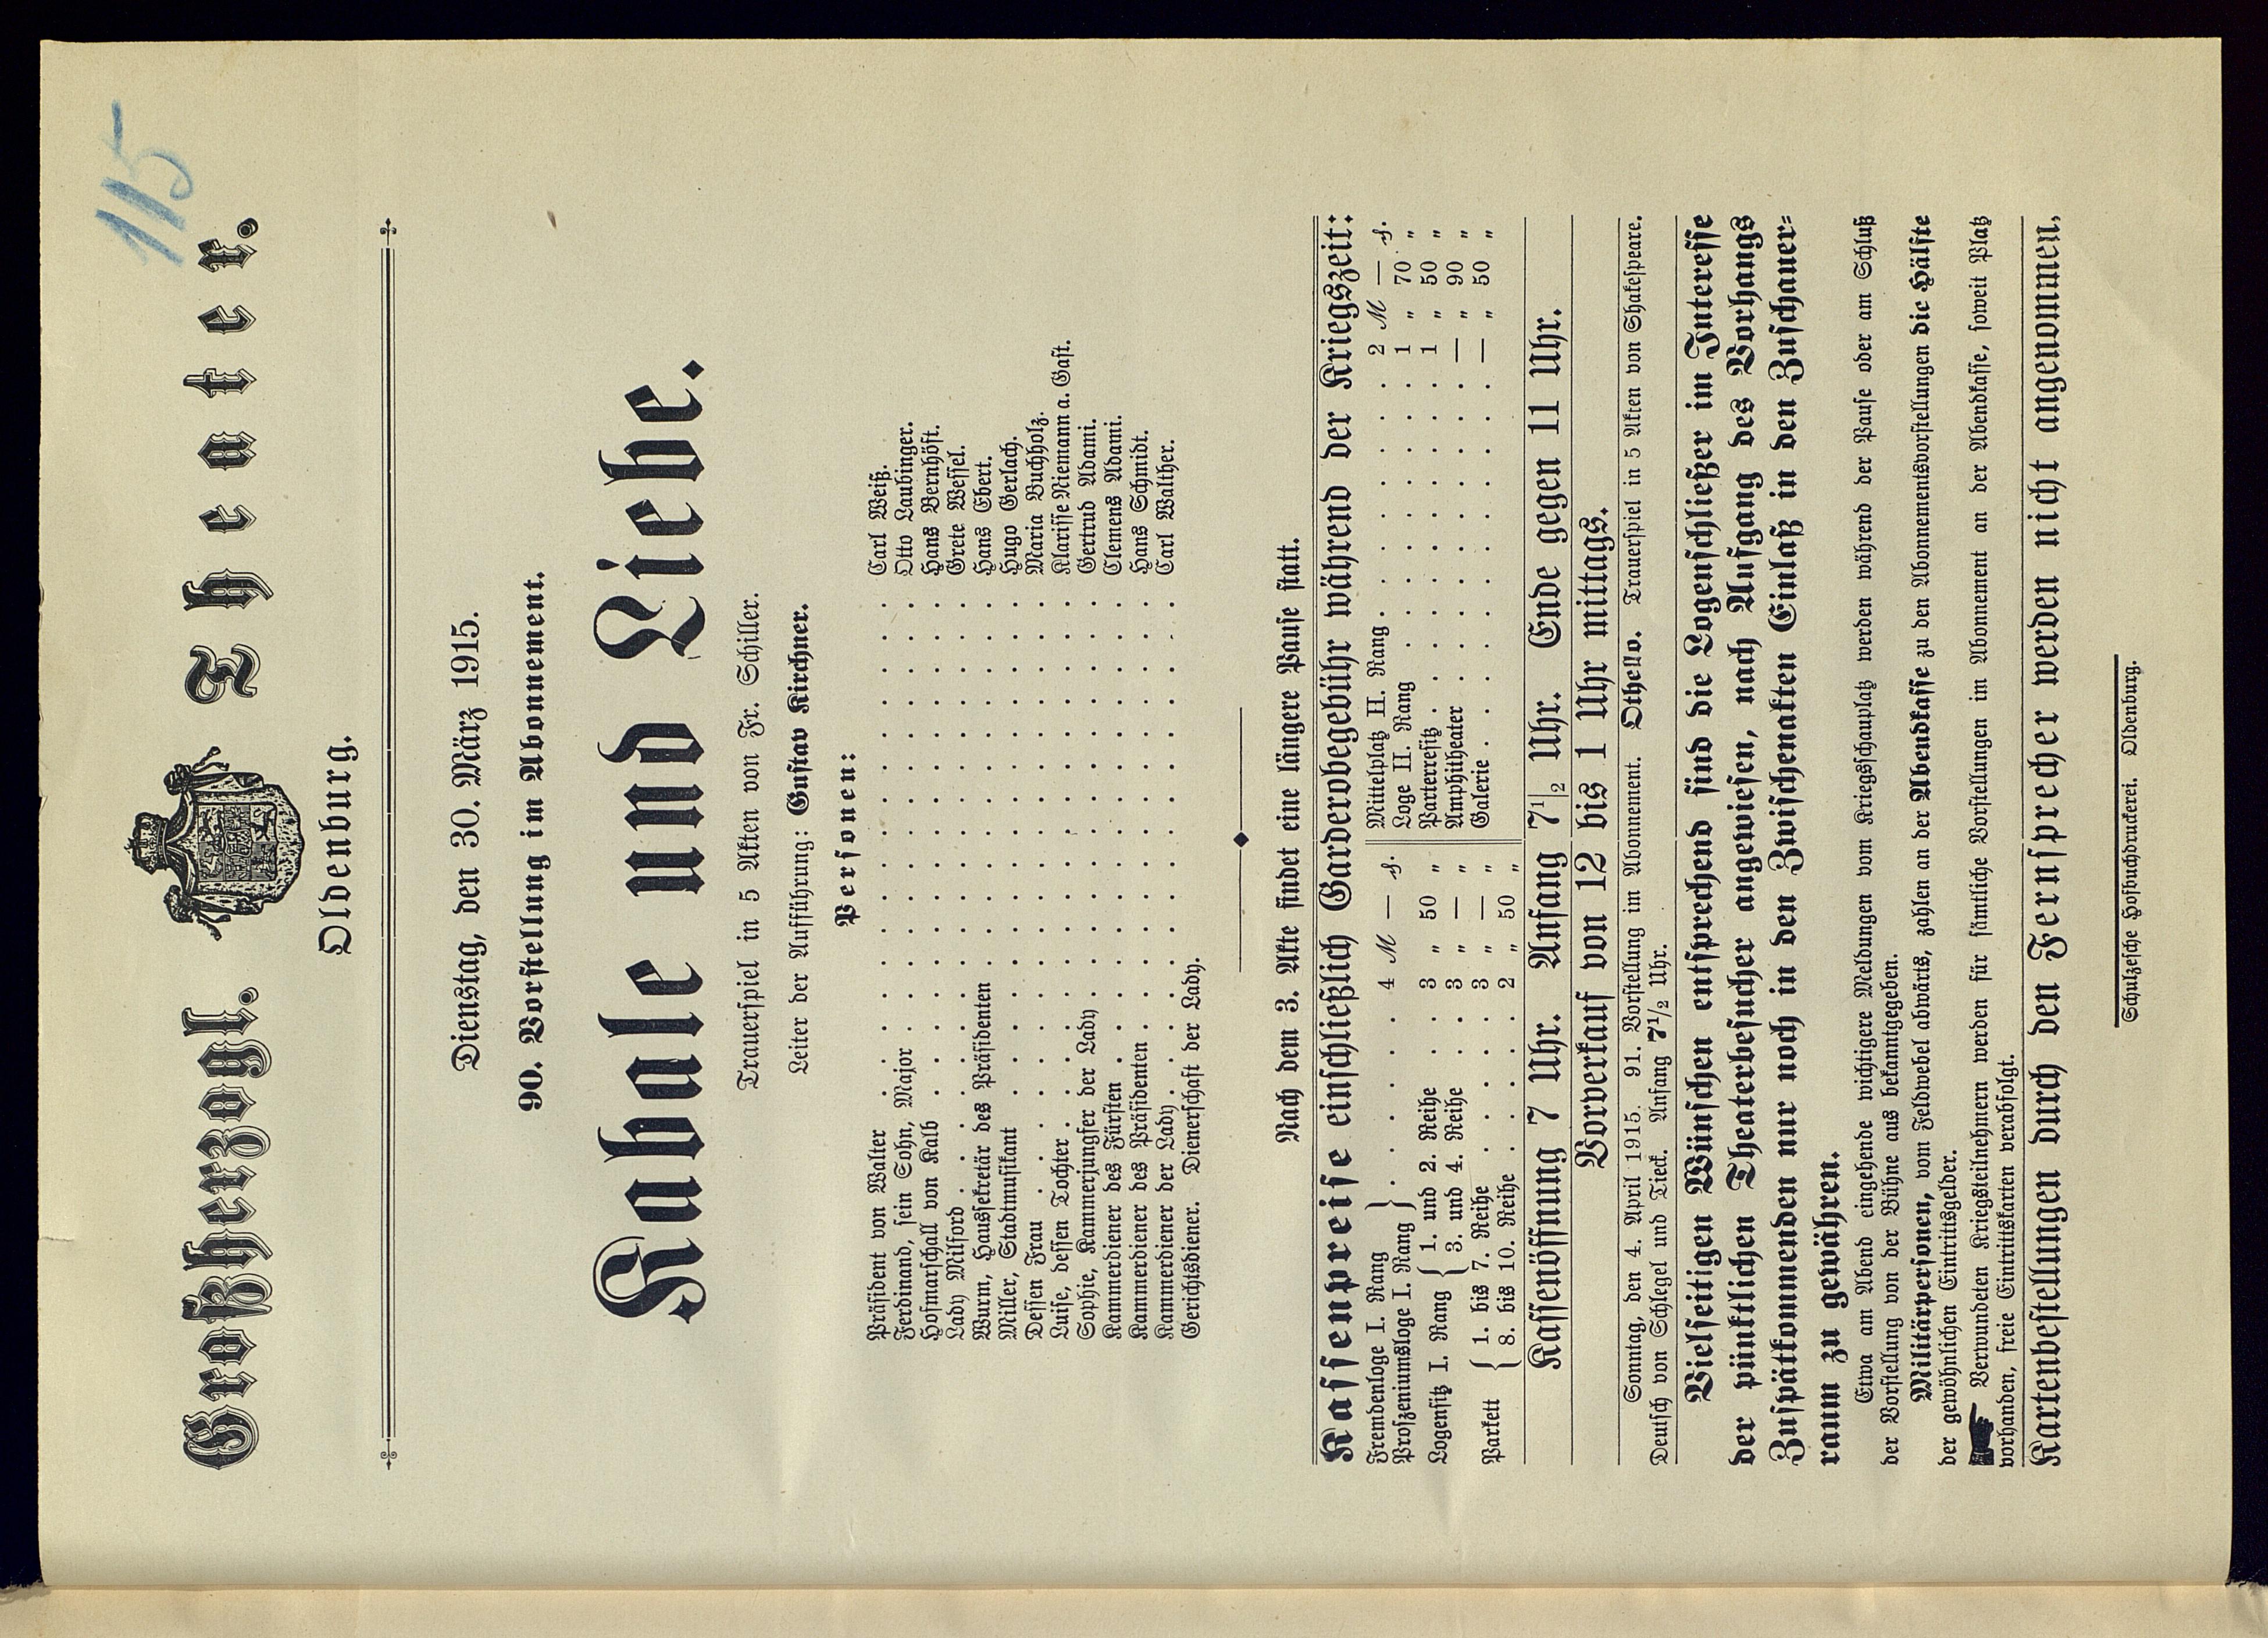 115
Großherzogl. Theater.
Oldenburg.
Dienstag, den 30. März 1915.
90. Vorstellung im Abonnement.
Kabale und Liebe.
Trauerspiel in 5 Akten von Fr. Schiller.
Leiter der Aufführung: Gustav Kirchner.
Personen:
Präsident von Walter . . . . . . . . . . Carl Weiß.
Ferdinand, sein Sohn, Major . . . . . . . . . . Otto Laubinger.
Hofmarschall von Kalb . . . . . . . . . . Hans Bernhöft.
Lady Milford . . . . . . . . . . Grete Wessel.
Wurm, Haussekretär des Präsidenten . . . . . . . . . . Hans Ebert.
Miller, Stadtmusikant . . . . . . . . . . Hugo Gerlach.
Dessen Frau . . . . . . . . . . Maria Buchholz.
Luise, dessen Tochter . . . . . . . . . . Klarisse Niemann a. Gast.
Sophie, Kammerjungfer der Lady . . . . . . . . . . Gertrud Adami.
Kammerdiener des Fürsten . . . . . . . . . . Clemens Adami.
Kammerdiener des Präsidenten . . . . . . . . . . Hans Schmidt.
Kammerdiener der Lady . . . . . . . . . . Carl Walther.
Gerichtsdiener. Dienerschaft der Lady.
Nach dem 3. Akte findet eine längere Pause statt.
Kassenpreise einschließlich Garderobegebühr während der Kriegszeit:
Fremdenloge I. Rang
Proszeniumsloge I. Rang } . . . . . 4 M — ₰.
Logensitz I. Rang { 1. und 2. Reihe . . . 3 „ 50 „
3. und 4. Reihe . . . 3 „ — „
Parkett { 1. bis 7. Reihe . . . . 3 „ — „
8. bis 10. Reihe . . . . 2 „ 50 „
Mittelplatz II. Rang . . . . . . . . 2 M — ₰.
Loge II. Rang . . . . . . . . 1 „ 70 „
Parterresitz . . . . . . . . 1 „ 50 „
Amphitheater . . . . . . . . — „ 90 „
Galerie . . . . . . . . — „ 50 „
Kassenöffnung 7 Uhr. Anfang 7½ Uhr. Ende gegen 11 Uhr.
Vorverkauf von 12 bis 1 Uhr mittags.
Sonntag, den 4. April 1915. 91. Vorstellung im Abonnement. Othello. Trauerspiel in 5 Akten von Shakespeare.
Deutsch von Schlegel und Tieck. Anfang 7½ Uhr.
Vielseitigen Wünschen entsprechend sind die Logenschließer im Interesse
der pünktlichen Theaterbesucher angewiesen, nach Aufgang des Vorhangs
Zuspätkommenden nur noch in den Zwischenakten Einlaß in den Zuschauer-
raum zu gewähren.
Etwa am Abend eingehende wichtigere Meldungen vom Kriegsschauplatz werden während der Pause oder am Schluß
der Vorstellung von der Bühne aus bekanntgegeben.
Militärpersonen, vom Feldwebel abwärts, zahlen an der Abendkasse zu den Abonnementsvorstellungen die Hälfte
der gewöhnlichen Eintrittsgelder.
Verwundeten Kriegsteilnehmern werden für sämtliche Vorstellungen im Abonnement an der Abendkasse, soweit Platz
vorhanden, freie Eintrittskarten verabfolgt.
Kartenbestellungen durch den Fernsprecher werden nicht angenommen.
Schulzesche Hofbuchdruckerei. Oldenburg.